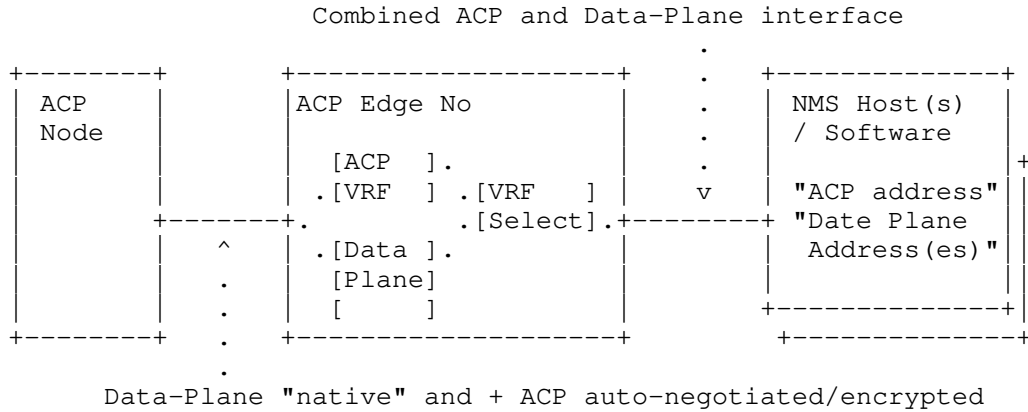 Combined ACP and Data-Plane interface
.
+--------+       +--------------------+   .   +--------------+
| ACP    |       |ACP Edge No         |   .   | NMS Host(s)  |
| Node   |       |                    |   .   | / Software   |
|        |       |  [ACP  ].          |   .   |              |+
|        |       | .[VRF  ] .[VRF   ] |   v   | "ACP address"||
|        +-------+.         .[Select].+--------+ "Date Plane  ||
|        |   ^   | .[Data ].          |       |  Address(es)"||
|        |   .   |  [Plane]           |       |              ||
|        |   .   |  [     ]           |       +--------------+|
+--------+   .   +--------------------+        +--------------+
.
Data-Plane "native" and + ACP auto-negotiated/encrypted